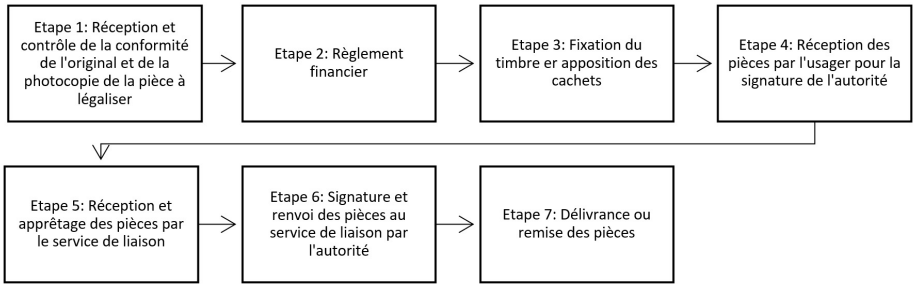 Etape 1: Réception et
contrôle de la conformité
de l'original et de la
photocopie de la pièce à
légaliser
Etape 2: Règlement
financier
Etape 3: Fixation du
timbre er apposition des
cachets
Etape 4: Réception des
pièces par l'usager pour la
signature de l'autorité
Etape 5: Réception et
apprêtage des pièces par
le service de liaison
Etape 6: Signature et
renvoi des pièces au
service de liaison par
l'autorité
Etape 7: Délivrance ou
remise des pièces